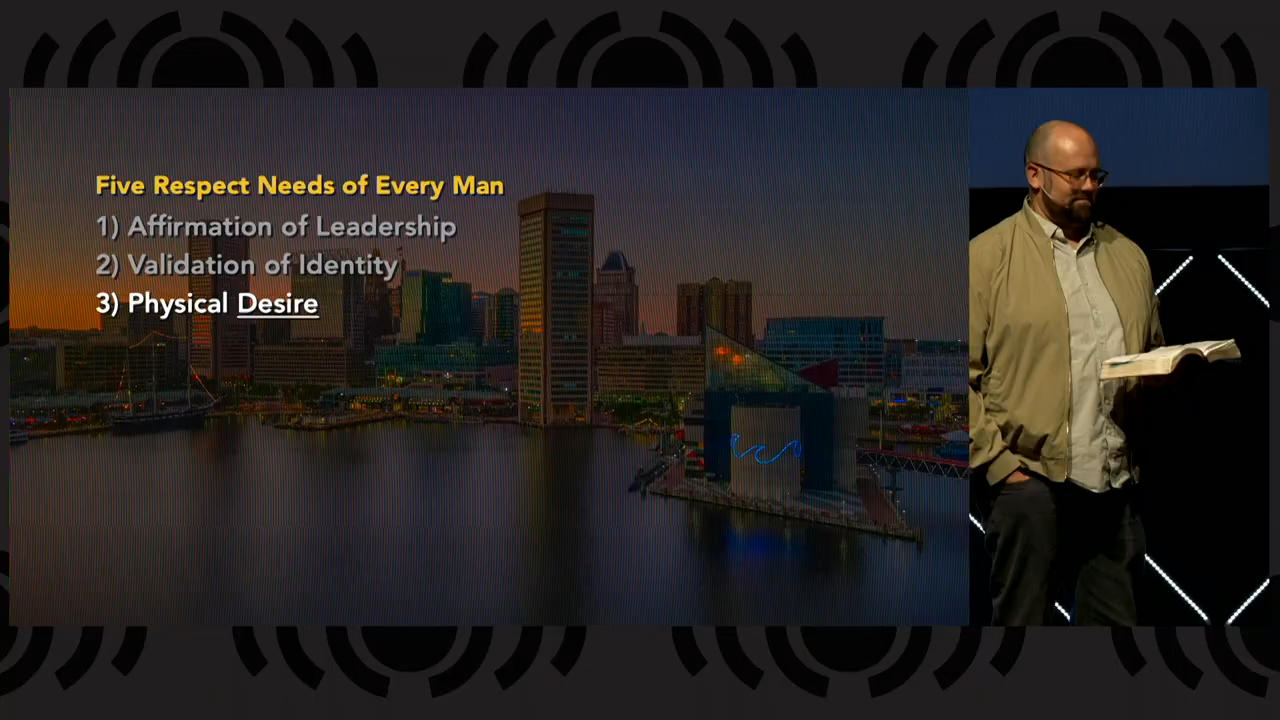 Five Respect Needs of Every Man
1) Affirmation of Leadership
2) Validation of Identity
3) Physical Desire